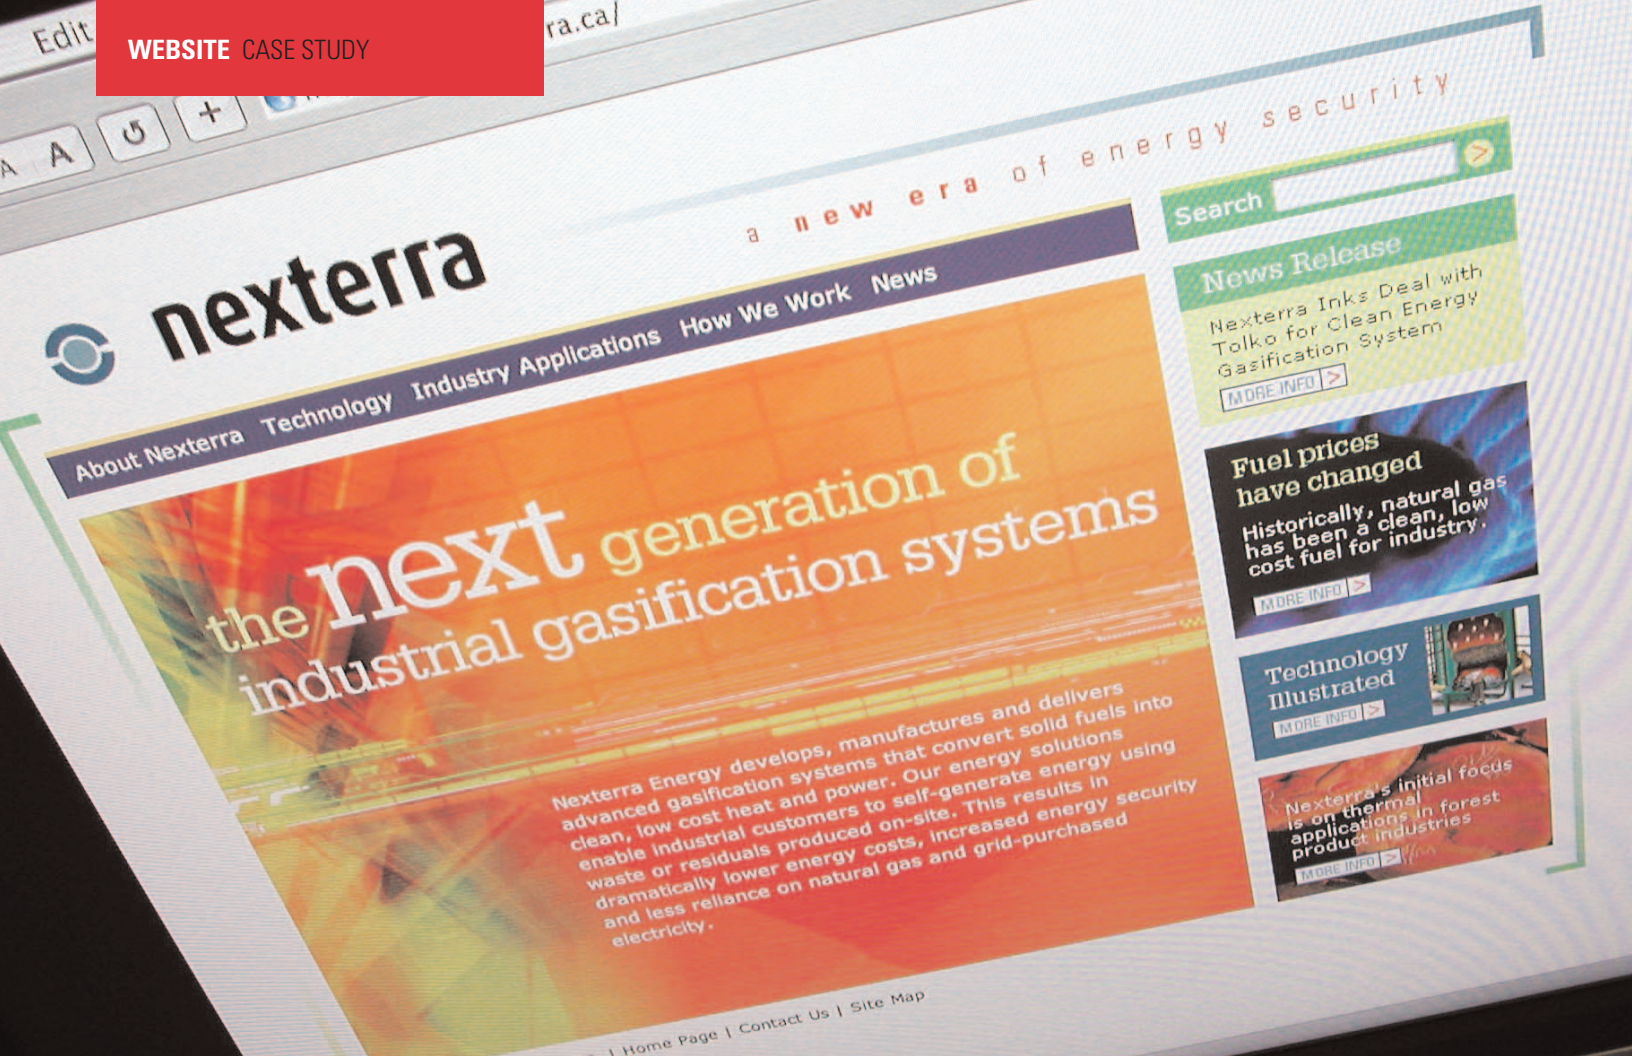 Edit
ra.ca/
WEBSITE CASE STUDY
A A
+
nexterra
a new era of energy security
Search >
About Nexterra Technology Industry Applications How We Work News
the next generation of
industrial gasification systems
Nexterra Energy develops, manufactures and delivers
advanced gasification systems that convert solid fuels into
clean, low cost heat and power. Our energy solutions
enable industrial customers to self-generate energy using
waste or residuals produced on-site. This results in
dramatically lower energy costs, increased energy security
and less reliance on natural gas and grid-purchased
electricity.
News Release
Nexterra Inks Deal with
Tolko for Clean Energy
Gasification System
MORE INFO >
Fuel prices
have changed
Historically, natural gas
has been a clean, low
cost fuel for industry.
MORE INFO >
Technology
Illustrated
MORE INFO >
Nexterra's initial focus
is on thermal
applications in forest
product industries
MORE INFO >
| Home Page | Contact Us | Site Map